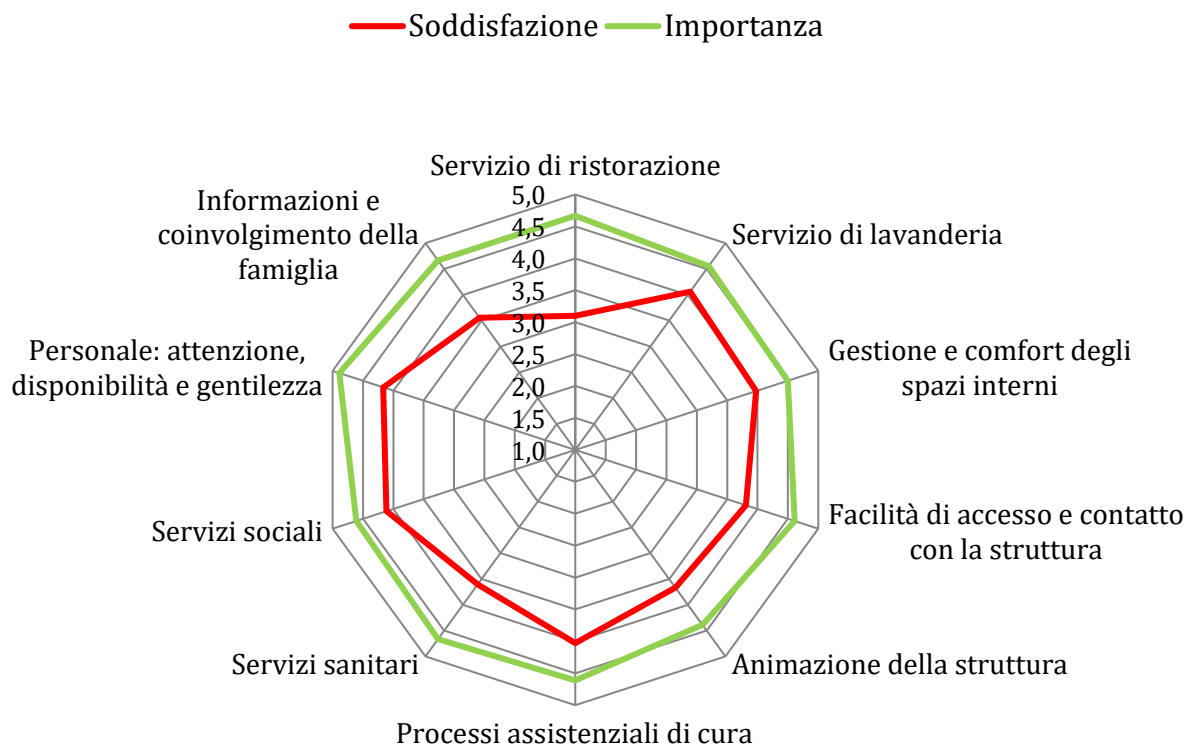 Soddisfazione
Importanza
Servizio di ristorazione
Informazioni e
coinvolgimento della
famiglia
Servizio di lavanderia
Personale: attenzione,
disponibilità e gentilezza
Gestione e comfort degli
spazi interni
Servizi sociali
Facilità di accesso e contatto
con la struttura
Servizi sanitari
Animazione della struttura
Processi assistenziali di cura
5,0
4,5
4,0
3,5
3,0
2,5
2,0
1,5
1,0